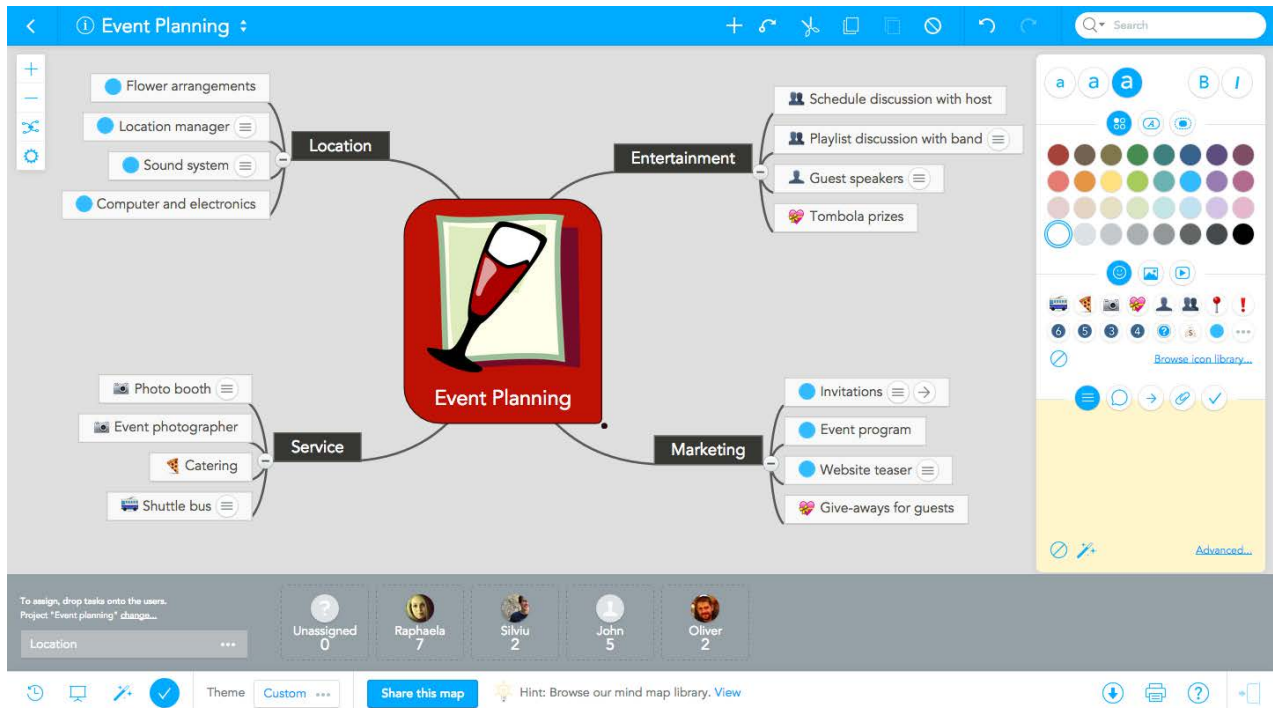 Event Planning
Search
Flower arrangements
Location manager
Sound system
Computer and electronics
Location
Entertainment
Schedule discussion with host
Playlist discussion with band
Guest speakers
Tombola prizes
Event Planning
Photo booth
Event photographer
Catering
Shuttle bus
Service
Marketing
Invitations
Event program
Website teaser
Give-aways for guests
a a a B I
A
6 5 3 4 ? $
Browse icon library...
Advanced...
To assign, drop tasks onto the users.
Project "Event planning" change...
Location
?
Unassigned
0
Raphaela
7
Silviu
2
John
5
Oliver
2
Theme
Custom
Share this map
Hint: Browse our mind map library. View
?